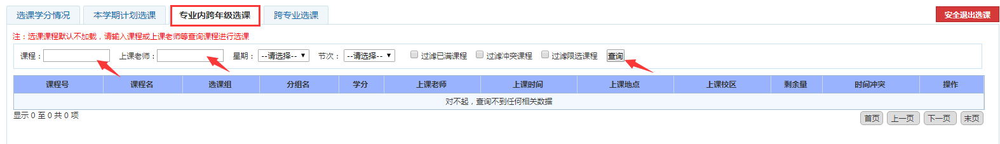 选课学分情况 本学期计划选课 专业内跨年级选课 跨专业选课 安全退出选课
注：选课课程默认不加载，请输入课程或上课老师等查询课程进行选课
课程： 上课老师： 星期： --请选择-- 节次： --请选择-- 过滤已满课程 过滤冲突课程 过滤限选课程 查询
课程号 课程名 选课组 分组名 学分 上课老师 上课时间 上课地点 上课校区 剩余量 时间冲突 操作
对不起，查询不到任何相关数据
显示 0 至 0 共 0 项 首页 上一页 下一页 末页